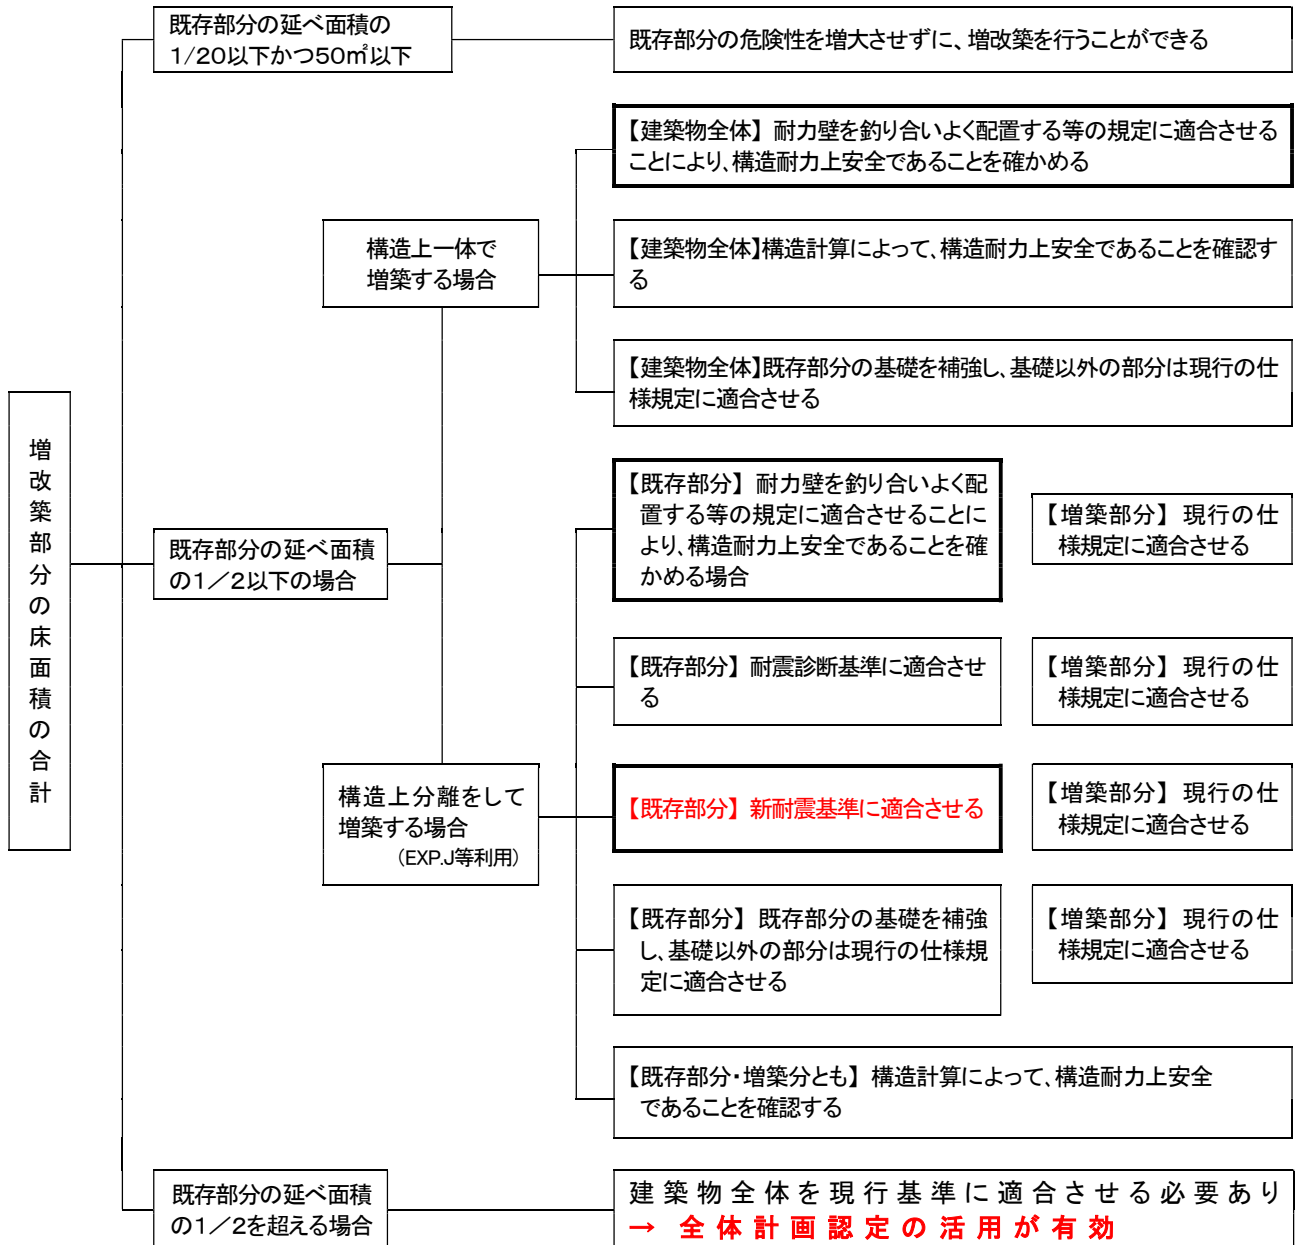 既存部分の延べ面積の
1/20以下かつ50㎡以下
既存部分の危険性を増大させずに、増改築を行うことができる
【建築物全体】 耐力壁を釣り合いよく配置する等の規定に適合させる
ことにより、構造耐力上安全であることを確かめる
構造上一体で
増築する場合
【建築物全体】構造計算によって、構造耐力上安全であることを確認す
る
【建築物全体】既存部分の基礎を補強し、基礎以外の部分は現行の仕
様規定に適合させる
増改築部分の床面積の合計
既存部分の延べ面積
の1／2以下の場合
【既存部分】 耐力壁を釣り合いよく配
置する等の規定に適合させることに
より、構造耐力上安全であることを確
かめる場合
【増築部分】 現行の仕
様規定に適合させる
【既存部分】 耐震診断基準に適合させ
る
【増築部分】 現行の仕
様規定に適合させる
構造上分離をして
増築する場合
（EXP.J等利用）
【既存部分】 新耐震基準に適合させる
【増築部分】 現行の仕
様規定に適合させる
【既存部分】 既存部分の基礎を補強
し、基礎以外の部分は現行の仕様規
定に適合させる
【増築部分】 現行の仕
様規定に適合させる
【既存部分・増築分とも】 構造計算によって、構造耐力上安全
であることを確認する
既存部分の延べ面積
の1／2を超える場合
建築物全体を現行基準に適合させる必要あり
→ 全体計画認定の活用が有効